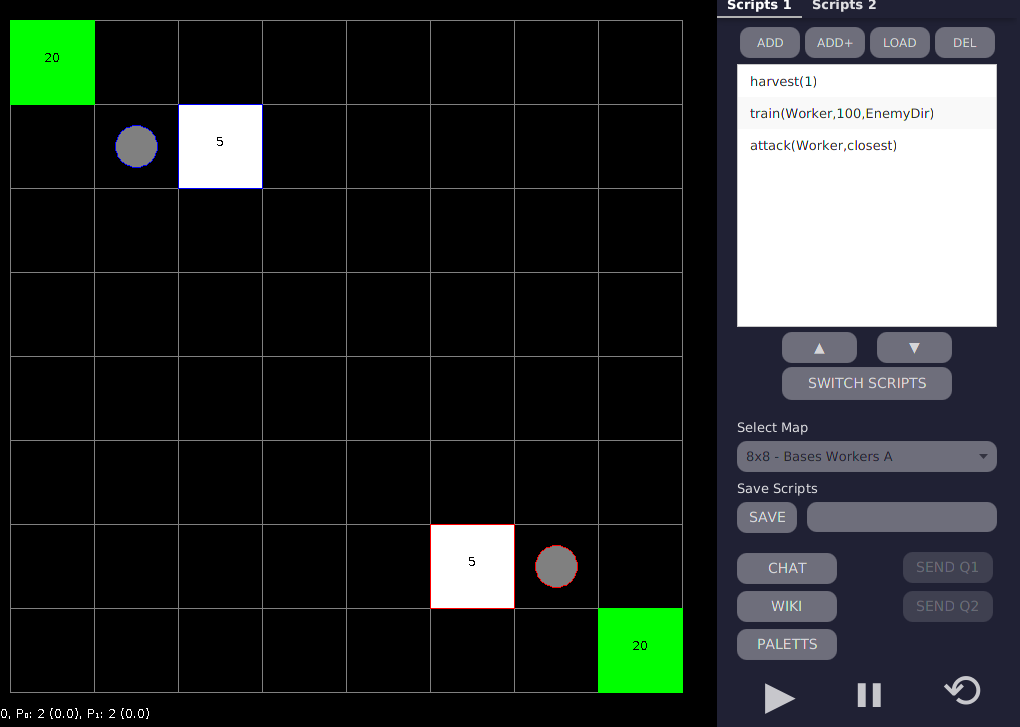 Scripts 1 Scripts 2
ADD ADD+ LOAD DEL
20
harvest(1)
train(Worker,100,EnemyDir)
5
attack(Worker,closest)
▲ ▼
SWITCH SCRIPTS
Select Map
8x8 - Bases Workers A
Save Scripts
SAVE
5
CHAT SEND Q1
WIKI SEND Q2
20
PALETTS
0, P₀: 2 (0.0), P₁: 2 (0.0)